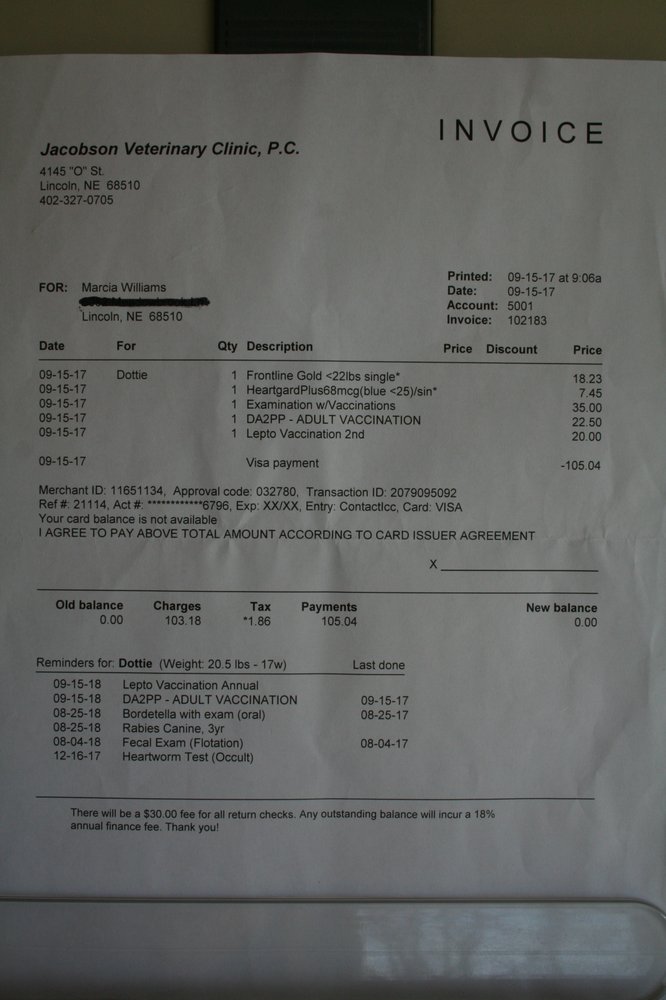 INVOICE
Jacobson Veterinary Clinic, P.C.
4145 "O" St.
Lincoln, NE 68510
402-327-0705
FOR: Marcia Williams
Lincoln, NE 68510
Printed: 09-15-17 at 9:06a
Date: 09-15-17
Account: 5001
Invoice: 102183
Date For Qty Description Price Discount Price
09-15-17 Dottie 1 Frontline Gold <22lbs single* 18.23
09-15-17 1 HeartgardPlus68mcg(blue <25)/sin* 7.45
09-15-17 1 Examination w/Vaccinations 35.00
09-15-17 1 DA2PP - ADULT VACCINATION 22.50
09-15-17 1 Lepto Vaccination 2nd 20.00
09-15-17 Visa payment -105.04
Merchant ID: 11651134, Approval code: 032780, Transaction ID: 2079095092
Ref #: 21114, Act #: ************6796, Exp: XX/XX, Entry: ContactIcc, Card: VISA
Your card balance is not available
I AGREE TO PAY ABOVE TOTAL AMOUNT ACCORDING TO CARD ISSUER AGREEMENT
X
Old balance Charges Tax Payments New balance
0.00 103.18 *1.86 105.04 0.00
Reminders for: Dottie (Weight: 20.5 lbs - 17w) Last done
09-15-18 Lepto Vaccination Annual
09-15-18 DA2PP - ADULT VACCINATION 09-15-17
08-25-18 Bordetella with exam (oral) 08-25-17
08-25-18 Rabies Canine, 3yr
08-04-18 Fecal Exam (Flotation) 08-04-17
12-16-17 Heartworm Test (Occult)
There will be a $30.00 fee for all return checks. Any outstanding balance will incur a 18%
annual finance fee. Thank you!